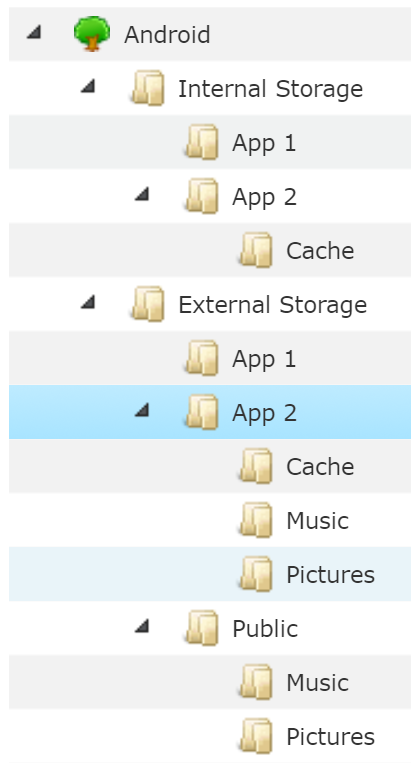 Android
Internal Storage
App 1
App 2
Cache
External Storage
App 1
App 2
Cache
Music
Pictures
Public
Music
Pictures